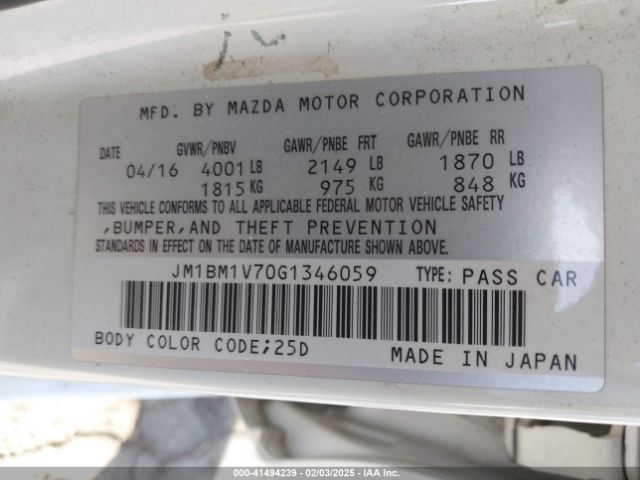 MFD. BY MAZDA MOTOR CORPORATION
DATE GVWR/PNBV GAWR/PNBE FRT GAWR/PNBE RR
04/16 4001 LB 2149 LB 1870 LB
1815 KG 975 KG 848 KG
THIS VEHICLE CONFORMS TO ALL APPLICABLE FEDERAL MOTOR VEHICLE SAFETY
,BUMPER,AND THEFT PREVENTION
STANDARDS IN EFFECT ON THE DATE OF MANUFACTURE SHOWN ABOVE.
JM1BM1V70G1346059 TYPE: PASS CAR
BODY COLOR CODE;25D MADE IN JAPAN
000-41494239 - 02/03/2025 - IAA Inc.